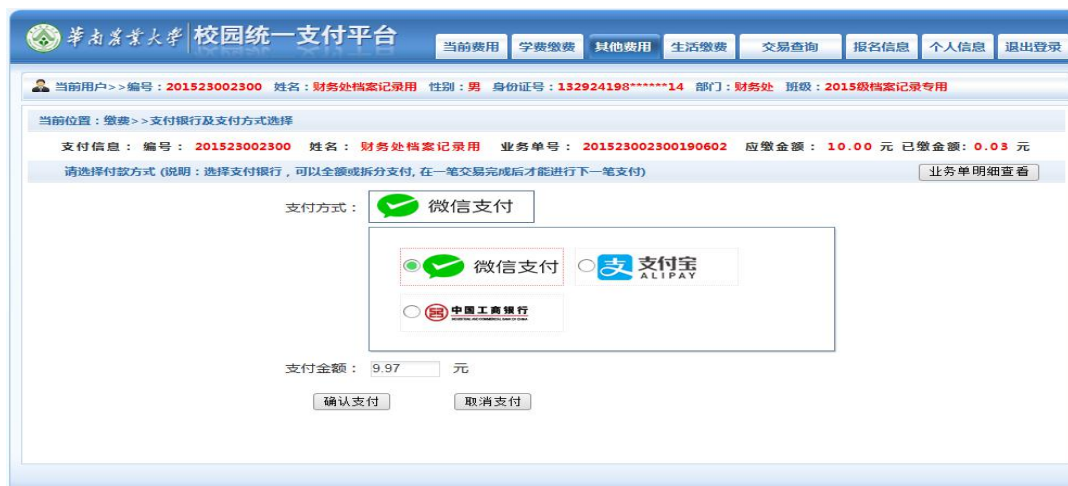 华南农业大学 校园统一支付平台
当前费用 学费缴费 其他费用 生活缴费 交易查询 报名信息 个人信息 退出登录
当前用户>>编号：201523002300 姓名：财务处档案记录用 性别：男 身份证号：132924198******14 部门：财务处 班级：2015级档案记录专用
当前位置：缴费>>支付银行及支付方式选择
支付信息： 编号： 201523002300 姓名： 财务处档案记录用 业务单号： 201523002300190602 应缴金额： 10.00 元 已缴金额: 0.03 元
请选择付款方式 (说明：选择支付银行，可以全额或拆分支付, 在一笔交易完成后才能进行下一笔支付) 业务单明细查看
支付方式： 微信支付
微信支付 支 支付宝
ALIPAY
中国工商银行
INDUSTRIAL AND COMMERCIAL BANK OF CHINA
支付金额： 9.97 元
确认支付 取消支付